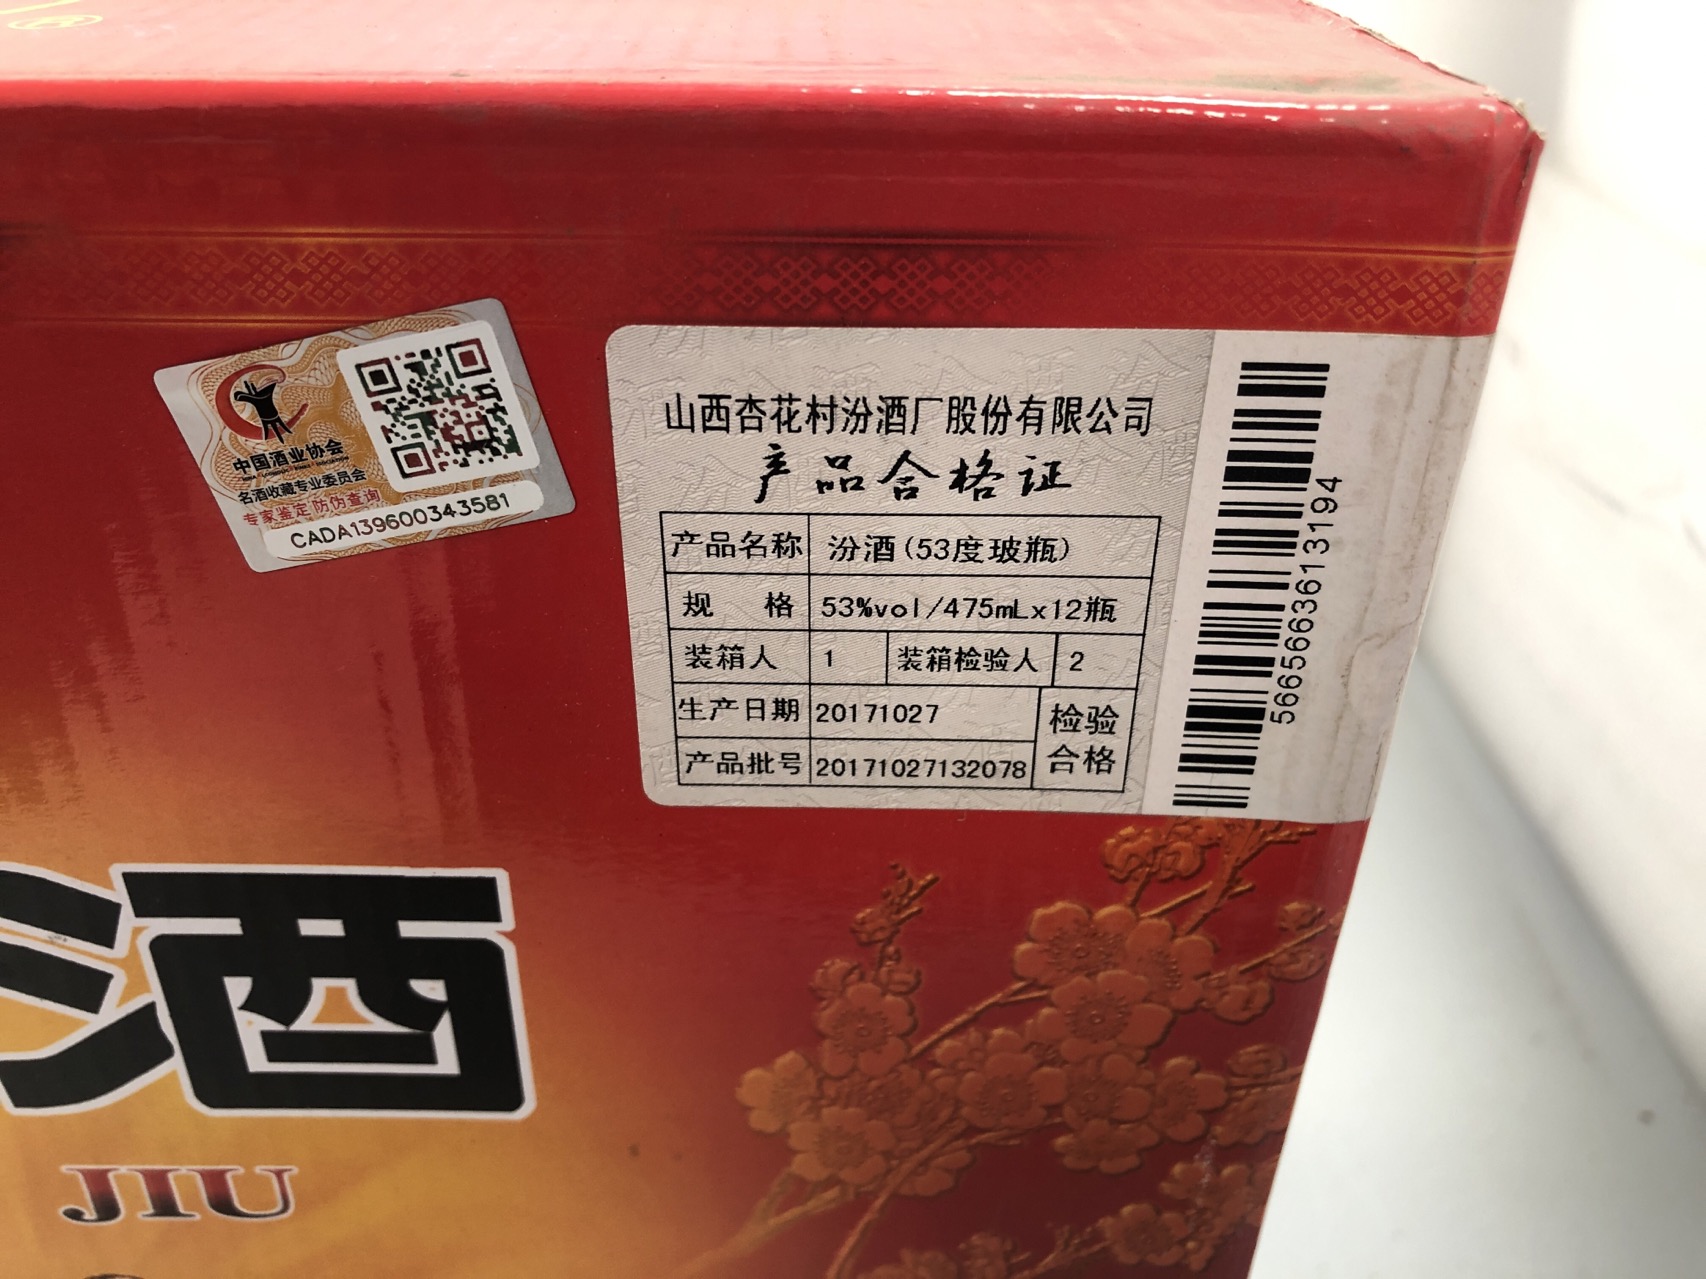 ®
中国酒业协会
名酒收藏专业委员会
专家鉴定 防伪查询
CADA139600343581
山西杏花村汾酒厂股份有限公司
产品合格证
产品名称 汾酒(53度玻瓶)
规 格 53%vol/475mLx12瓶
装箱人 1 装箱检验人 2
生产日期 20171027 检验
产品批号 20171027132078 合格
5665663613194
酒
JIU